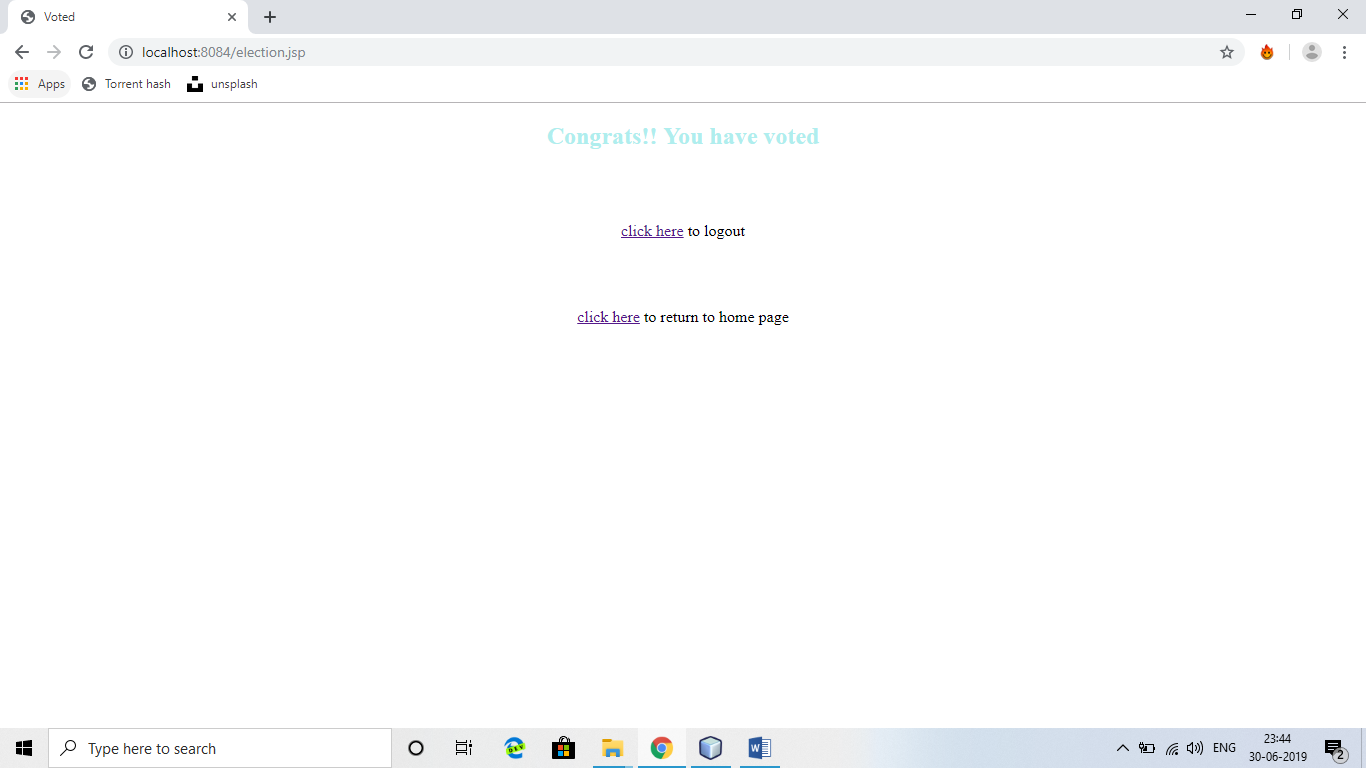 Voted
localhost:8084/election.jsp
Apps Torrent hash unsplash
Congrats!! You have voted
click here to logout
click here to return to home page
Type here to search
DEV
ENG
23:44
30-06-2019
2